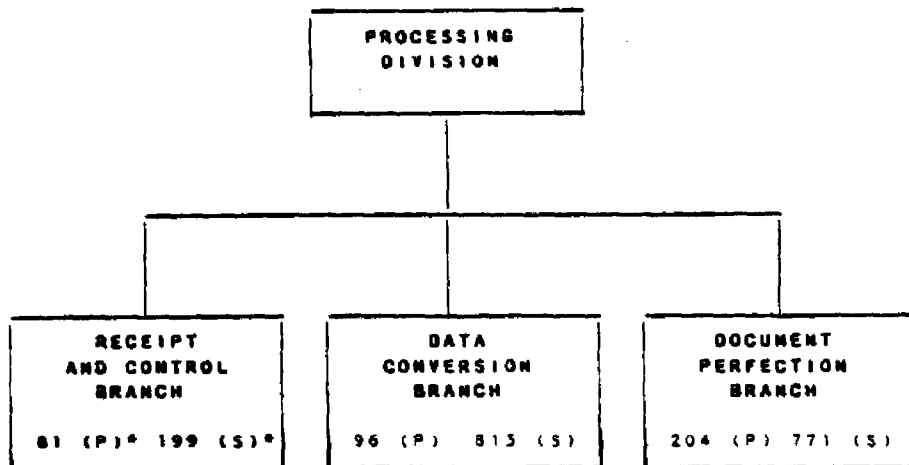 PROCESSING
DIVISION
RECEIPT
AND CONTROL
BRANCH
81 (P)* 199 (S)*
DATA
CONVERSION
BRANCH
96 (P) 813 (S)
DOCUMENT
PERFECTION
BRANCH
204 (P) 771 (S)